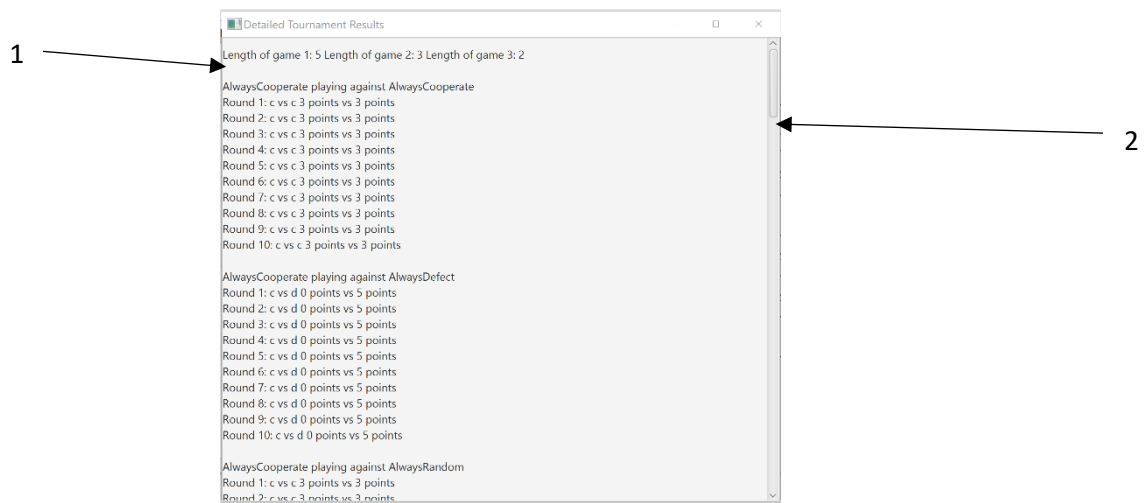 Detailed Tournament Results
1
Length of game 1: 5 Length of game 2: 3 Length of game 3: 2
AlwaysCooperate playing against AlwaysCooperate
Round 1: c vs c 3 points vs 3 points
Round 2: c vs c 3 points vs 3 points
2
Round 3: c vs c 3 points vs 3 points
Round 4: c vs c 3 points vs 3 points
Round 5: c vs c 3 points vs 3 points
Round 6: c vs c 3 points vs 3 points
Round 7: c vs c 3 points vs 3 points
Round 8: c vs c 3 points vs 3 points
Round 9: c vs c 3 points vs 3 points
Round 10: c vs c 3 points vs 3 points
AlwaysCooperate playing against AlwaysDefect
Round 1: c vs d 0 points vs 5 points
Round 2: c vs d 0 points vs 5 points
Round 3: c vs d 0 points vs 5 points
Round 4: c vs d 0 points vs 5 points
Round 5: c vs d 0 points vs 5 points
Round 6: c vs d 0 points vs 5 points
Round 7: c vs d 0 points vs 5 points
Round 8: c vs d 0 points vs 5 points
Round 9: c vs d 0 points vs 5 points
Round 10: c vs d 0 points vs 5 points
AlwaysCooperate playing against AlwaysRandom
Round 1: c vs c 3 points vs 3 points
Round 2: c vs c 3 points vs 3 points